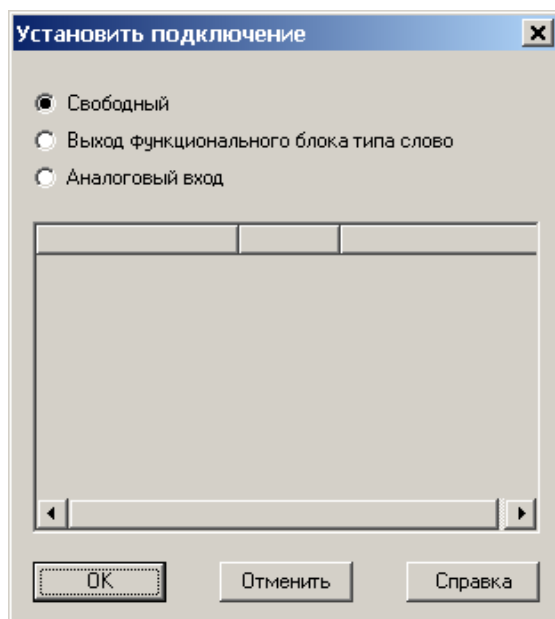 Установить подключение
Свободный
Выход функционального блока типа слово
Аналоговый вход
OK
Отменить
Справка